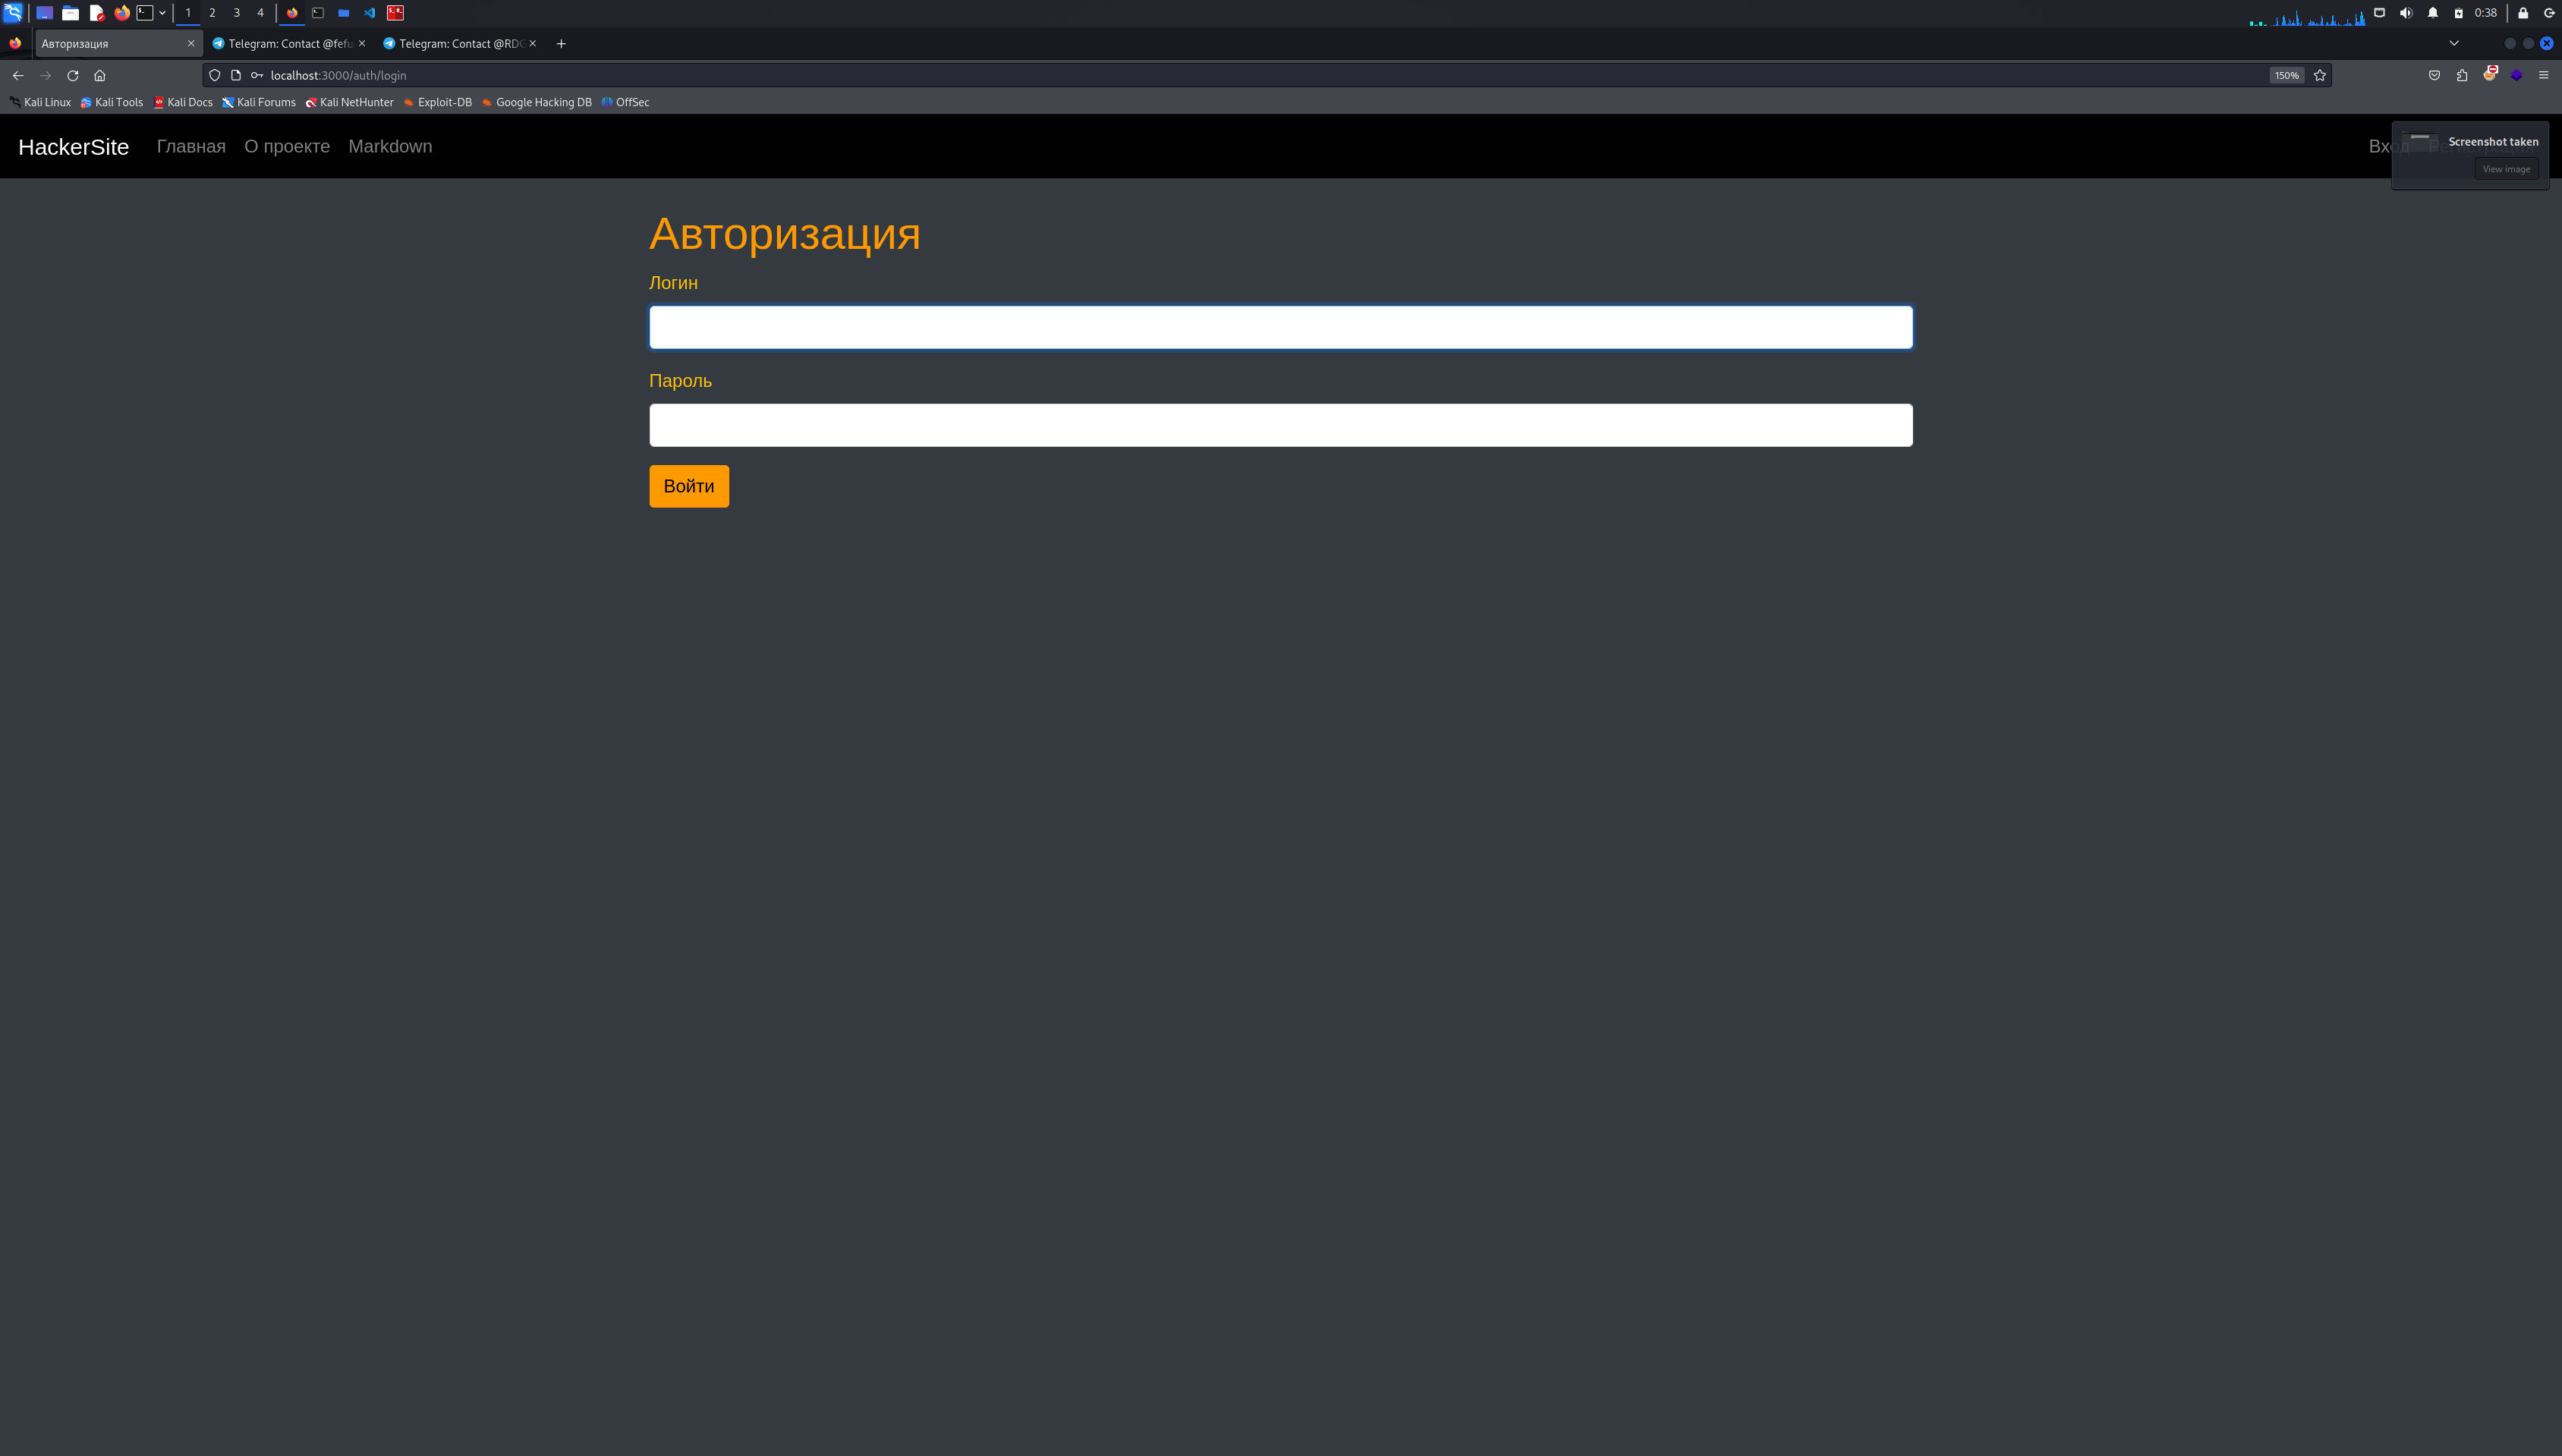 1 2 3 4 0:38
Авторизация Telegram: Contact @fefu Telegram: Contact @RDG
localhost:3000/auth/login 150%
Kali Linux Kali Tools Kali Docs Kali Forums Kali NetHunter Exploit-DB Google Hacking DB OffSec
HackerSite Главная О проекте Markdown Вход
Screenshot taken
View image
Авторизация
Логин
Пароль
Войти